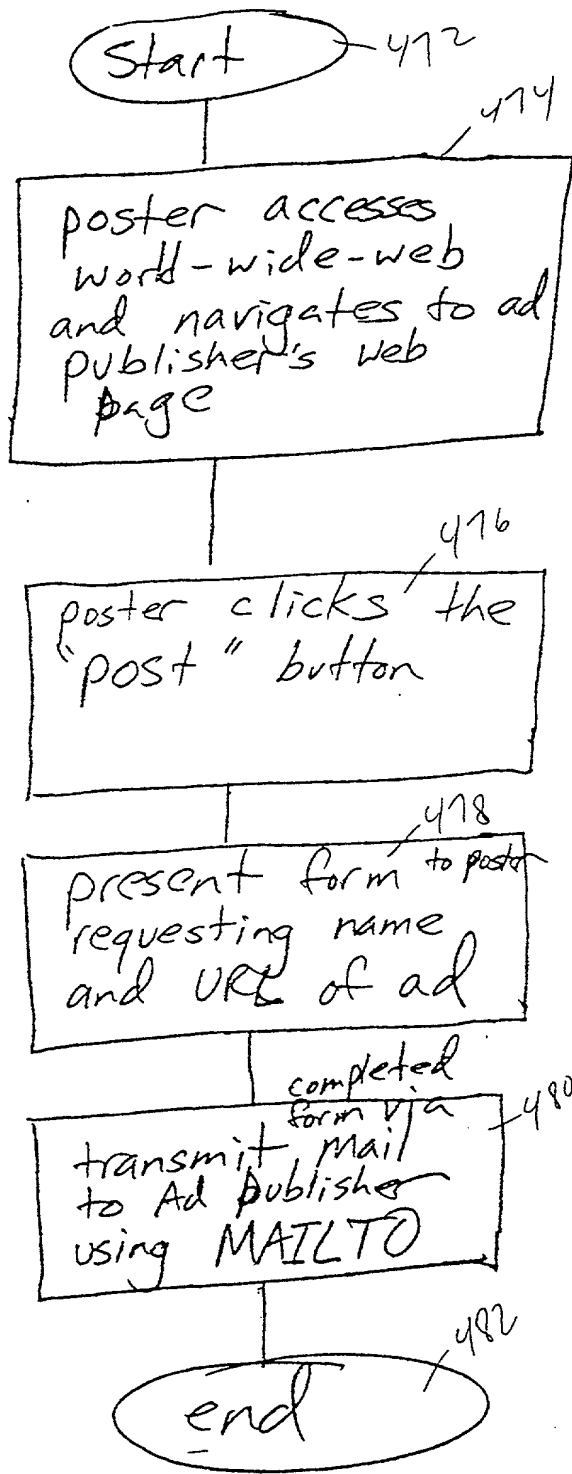 Start 472
474
poster accesses
world-wide-web
and navigates to ad
publisher's web
page
476
poster clicks the
"post" button
478
present form to poster
requesting name
and URL of ad
completed
form via
480
transmit mail
to Ad publisher
using MAILTO
482
end